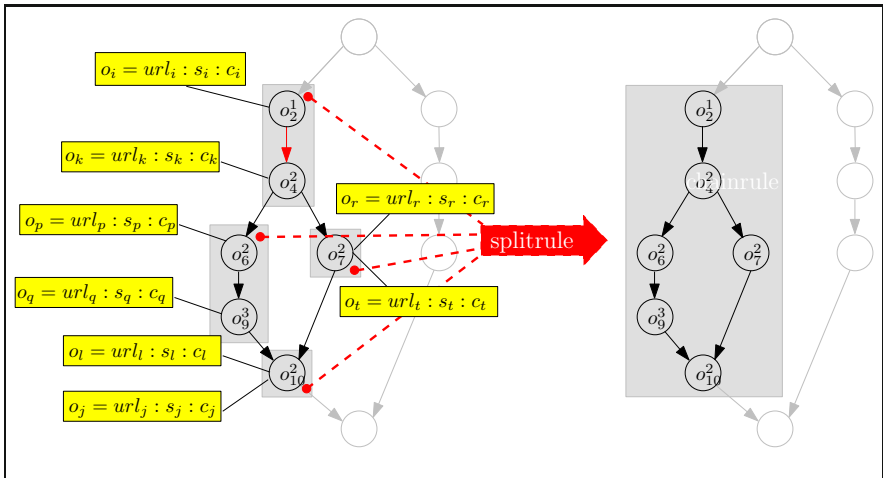 o_i = url_i : s_i : c_i
o_2^1
o_k = url_k : s_k : c_k
o_4^2
o_r = url_r : s_r : c_r
o_p = url_p : s_p : c_p
o_6^2
o_7^2
splitrule
o_q = url_q : s_q : c_q
o_t = url_t : s_t : c_t
o_9^3
o_l = url_l : s_l : c_l
o_10^2
o_j = url_j : s_j : c_j
o_2^1
o_4^2
chainrule
o_6^2
o_7^2
o_9^3
o_10^2